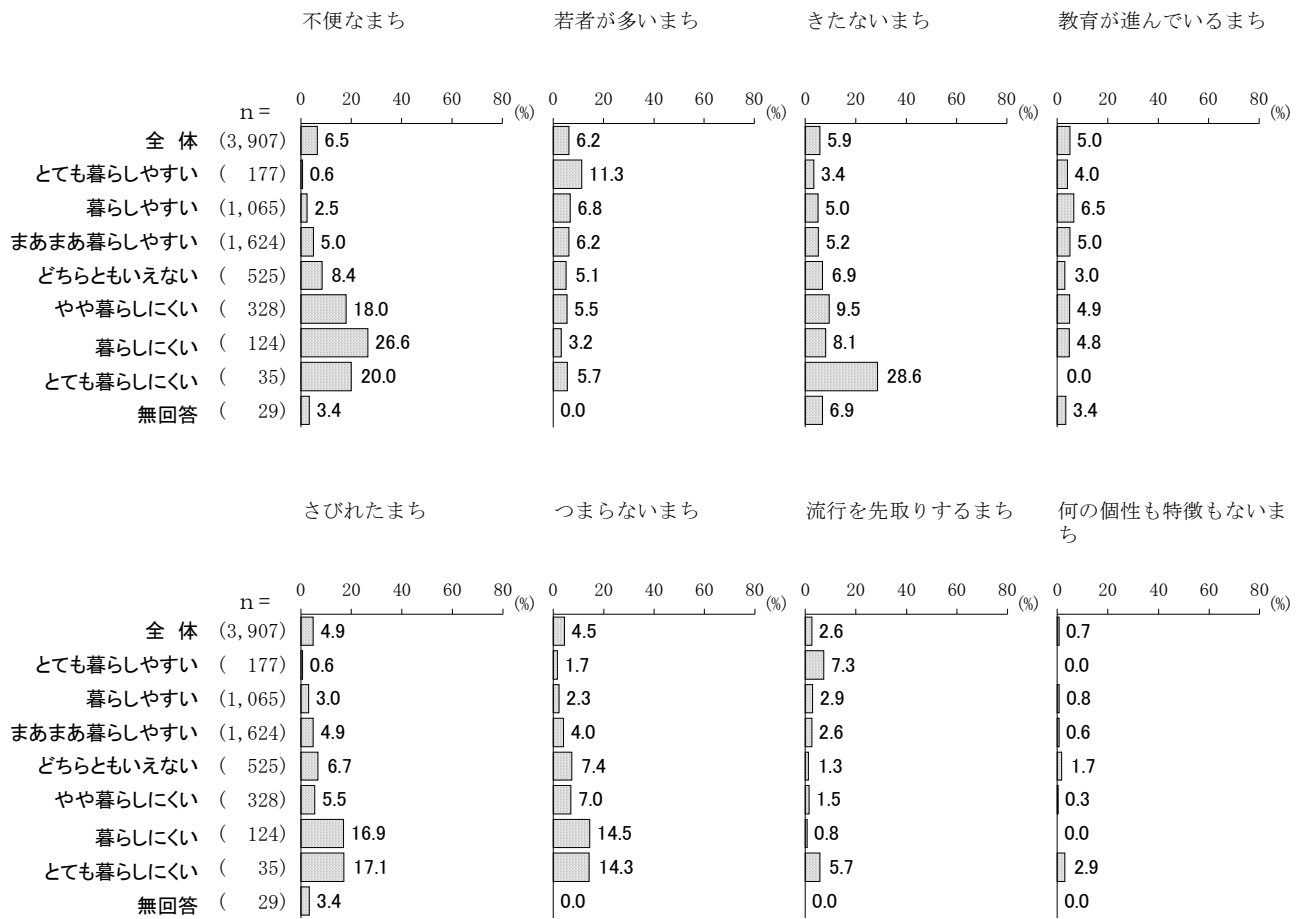 不便なまち 若者が多いまち きたないまち 教育が進んでいるまち
n= 0 20 40 60 80(%) 0 20 40 60 80(%) 0 20 40 60 80(%) 0 20 40 60 80(%)
全 体 (3,907) 6.5 6.2 5.9 5.0
とても暮らしやすい ( 177) 0.6 11.3 3.4 4.0
暮らしやすい (1,065) 2.5 6.8 5.0 6.5
まあまあ暮らしやすい (1,624) 5.0 6.2 5.2 5.0
どちらともいえない ( 525) 8.4 5.1 6.9 3.0
やや暮らしにくい ( 328) 18.0 5.5 9.5 4.9
暮らしにくい ( 124) 26.6 3.2 8.1 4.8
とても暮らしにくい ( 35) 20.0 5.7 28.6 0.0
無回答 ( 29) 3.4 0.0 6.9 3.4
さびれたまち つまらないまち 流行を先取りするまち 何の個性も特徴もないま
ち
n= 0 20 40 60 80(%) 0 20 40 60 80(%) 0 20 40 60 80(%) 0 20 40 60 80(%)
全 体 (3,907) 4.9 4.5 2.6 0.7
とても暮らしやすい ( 177) 0.6 1.7 7.3 0.0
暮らしやすい (1,065) 3.0 2.3 2.9 0.8
まあまあ暮らしやすい (1,624) 4.9 4.0 2.6 0.6
どちらともいえない ( 525) 6.7 7.4 1.3 1.7
やや暮らしにくい ( 328) 5.5 7.0 1.5 0.3
暮らしにくい ( 124) 16.9 14.5 0.8 0.0
とても暮らしにくい ( 35) 17.1 14.3 5.7 2.9
無回答 ( 29) 3.4 0.0 0.0 0.0